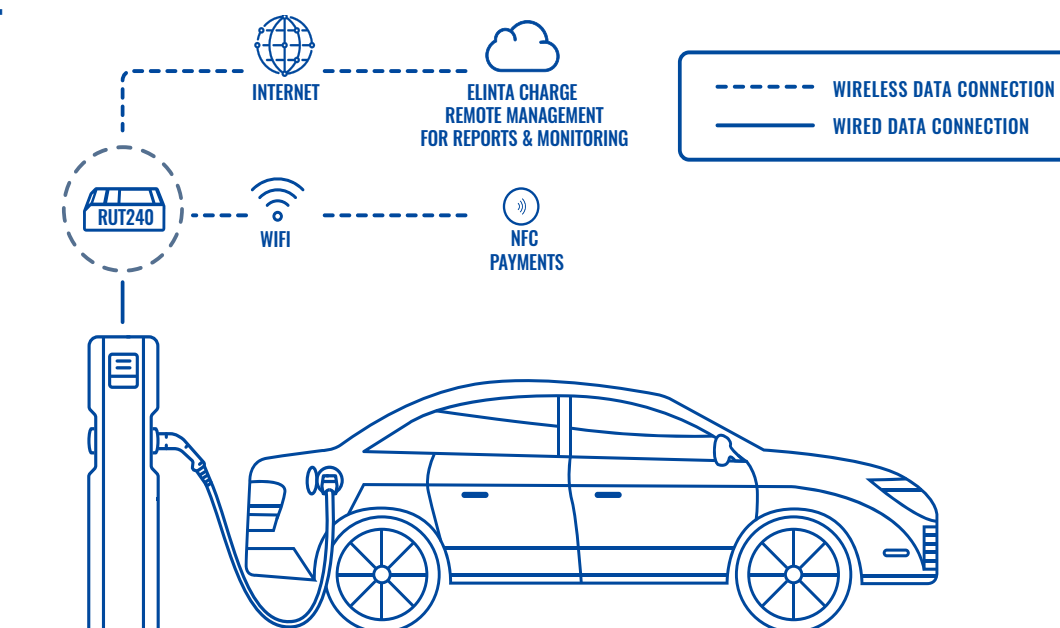 INTERNET
ELINTA CHARGE
REMOTE MANAGEMENT
FOR REPORTS & MONITORING
WIRELESS DATA CONNECTION
WIRED DATA CONNECTION
RUT240
WIFI
NFC
PAYMENTS